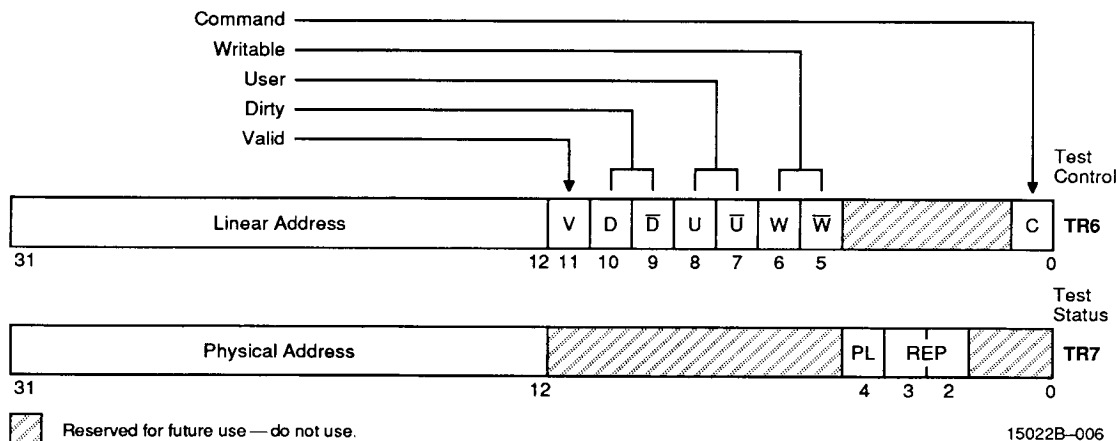 Command
Writable
User
Dirty
Valid
Test
Control
Linear Address V D D̅ U U̅ W W̅ C TR6
31 12 11 10 9 8 7 6 5 0
Test
Status
Physical Address PL REP TR7
31 12 4 3 2 0
Reserved for future use — do not use.
15022B–006